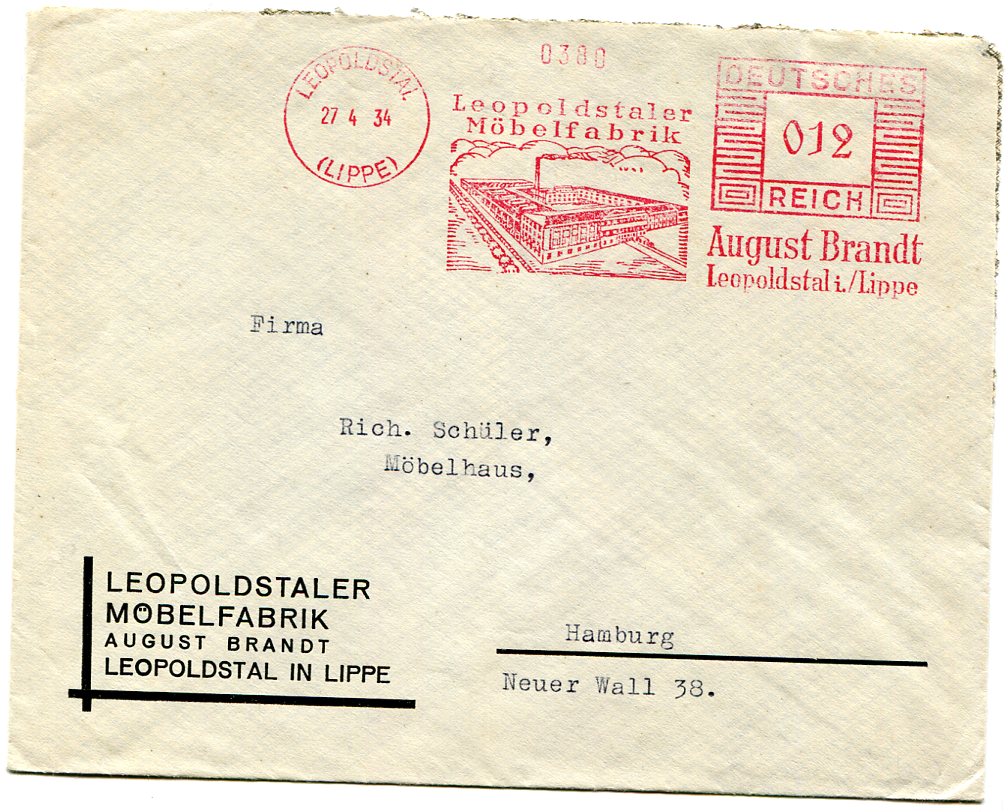 LEOPOLDSTAL
27 4 34
(LIPPE)
0380
Leopoldstaler
Möbelfabrik
DEUTSCHES
012
REICH
August Brandt
Leopoldstal i./Lippe
Firma
Rich. Schüler,
Möbelhaus,
Hamburg
Neuer Wall 38.
LEOPOLDSTALER
MÖBELFABRIK
AUGUST BRANDT
LEOPOLDSTAL IN LIPPE